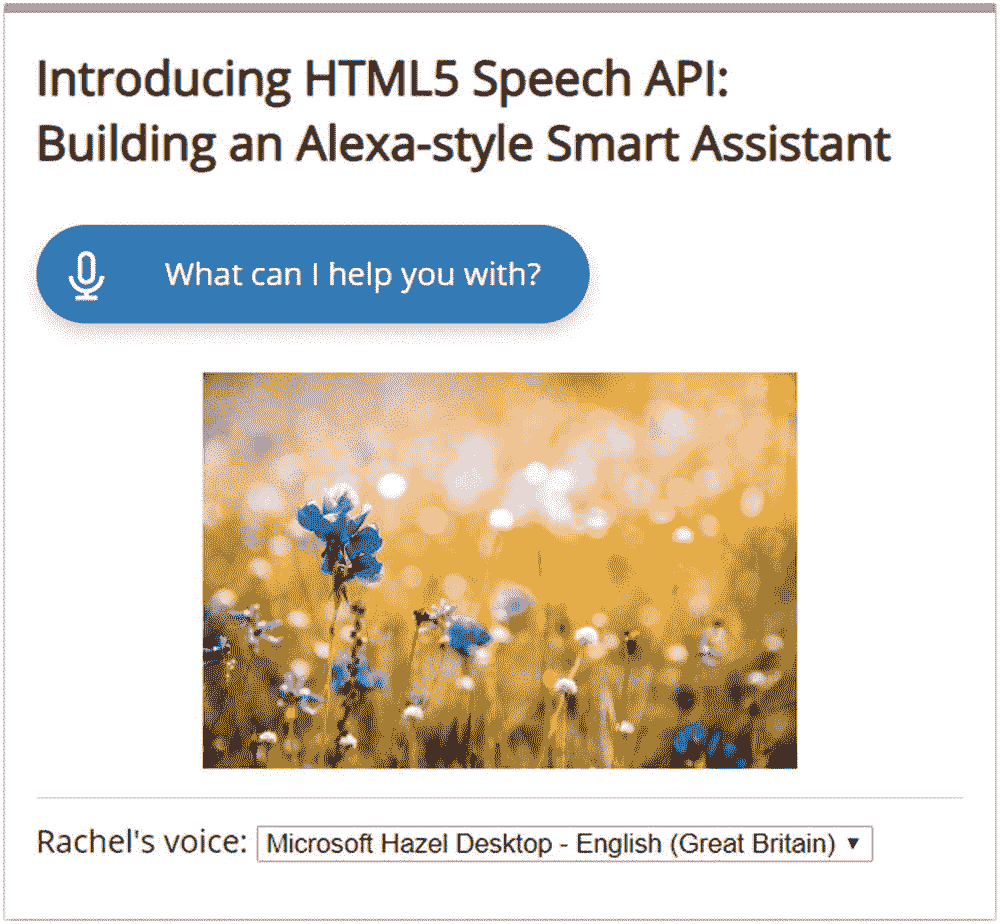 Introducing HTML5 Speech API:
Building an Alexa-style Smart Assistant
What can I help you with?
Rachel's voice: Microsoft Hazel Desktop - English (Great Britain)